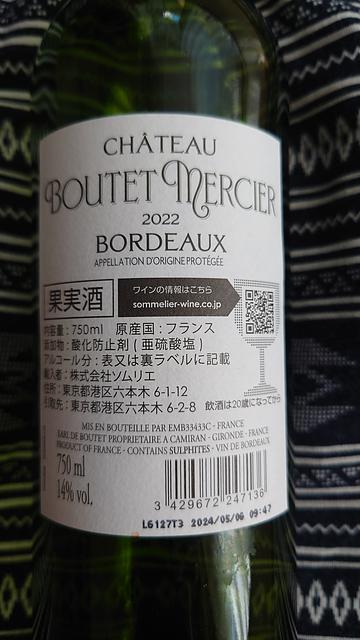 CHÂTEAU
BOUTET MERCIER
2022
BORDEAUX
APPELLATION D'ORIGINE PROTÉGÉE
果実酒
ワインの情報はこちら
sommelier-wine.co.jp
内容量：750ml 原産国：フランス
添加物：酸化防止剤（亜硫酸塩）
アルコール分：表又は裏ラベルに記載
輸入者：株式会社ソムリエ
住所：東京都港区六本木 6-1-12
引取先：東京都港区六本木 6-2-8 飲酒は20歳になってから
MIS EN BOUTEILLE PAR EMB33433C - FRANCE
EARL DE BOUTET PROPRIETAIRE A CAMIRAN - GIRONDE - FRANCE
PRODUCT OF FRANCE - CONTAINS SULPHITES - VIN DE BORDEAUX
750 ml
14% vol.
3 429672 247136
L6127T3 2024/05/06 09:47